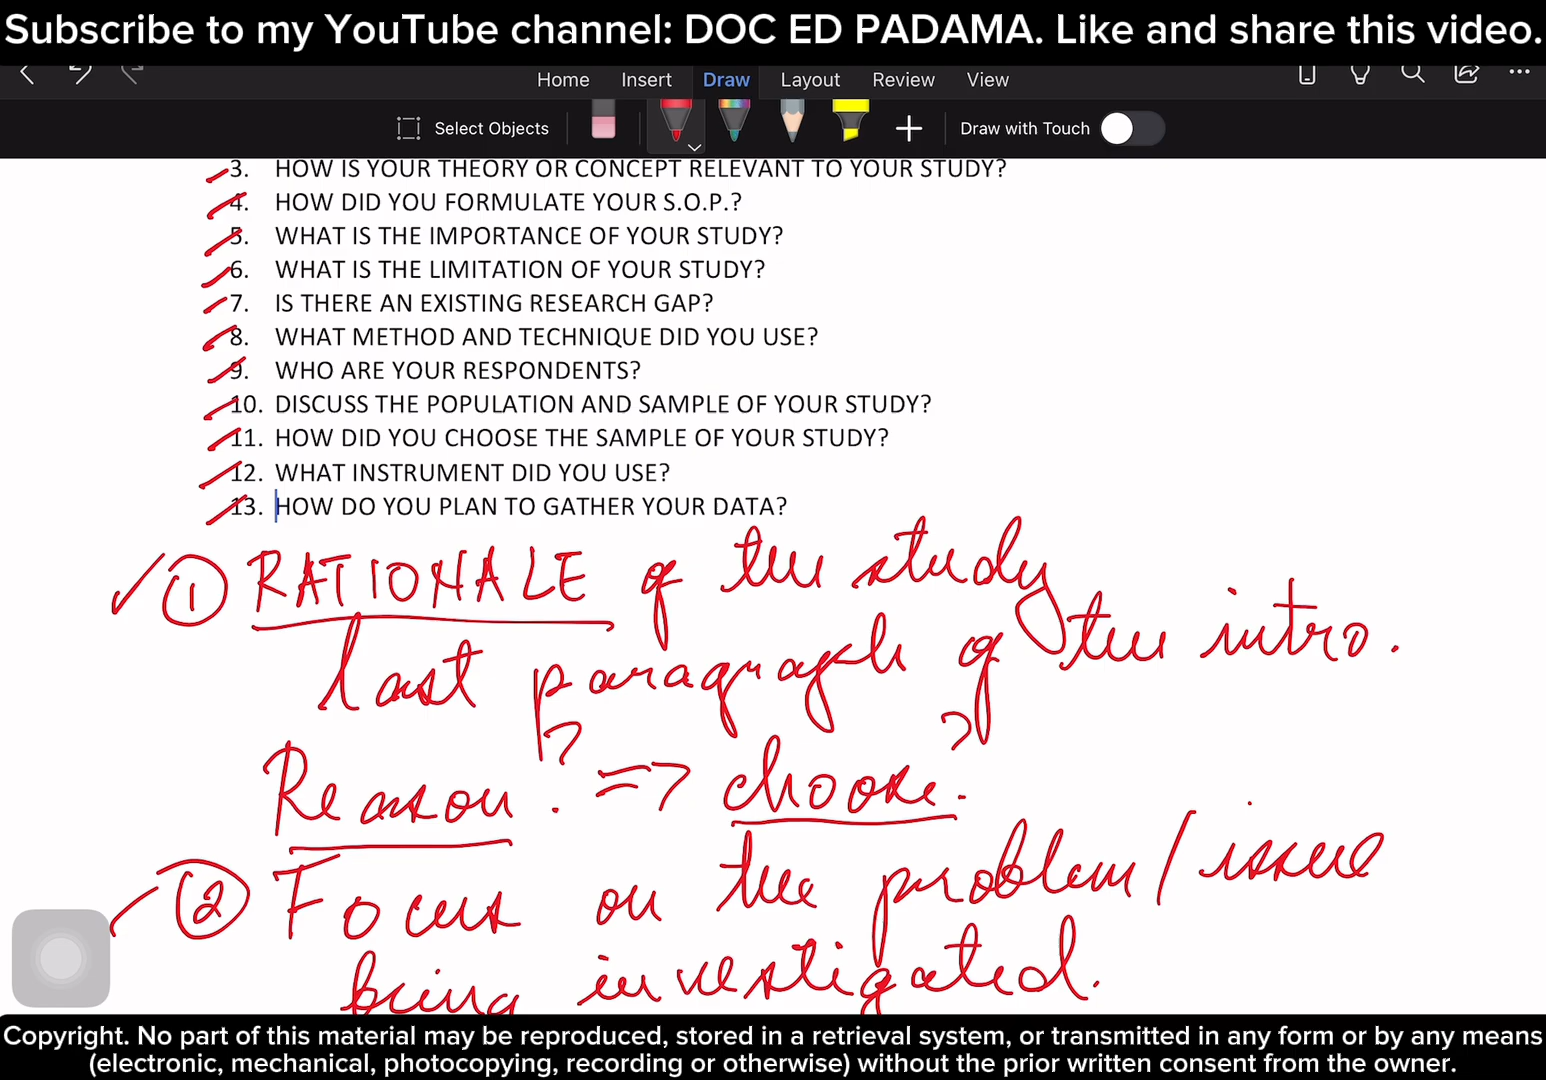 Subscribe to my YouTube channel: DOC ED PADAMA. Like and share this video.
Home Insert Draw Layout Review View
Select Objects Draw with Touch
3. HOW IS YOUR THEORY OR CONCEPT RELEVANT TO YOUR STUDY?
4. HOW DID YOU FORMULATE YOUR S.O.P.?
5. WHAT IS THE IMPORTANCE OF YOUR STUDY?
6. WHAT IS THE LIMITATION OF YOUR STUDY?
7. IS THERE AN EXISTING RESEARCH GAP?
8. WHAT METHOD AND TECHNIQUE DID YOU USE?
9. WHO ARE YOUR RESPONDENTS?
10. DISCUSS THE POPULATION AND SAMPLE OF YOUR STUDY?
11. HOW DID YOU CHOOSE THE SAMPLE OF YOUR STUDY?
12. WHAT INSTRUMENT DID YOU USE?
13. HOW DO YOU PLAN TO GATHER YOUR DATA?
① RATIONALE of the study
last paragraph of the intro.
Reason? => choose?
② Focus on the problem/issue
being investigated.
Copyright. No part of this material may be reproduced, stored in a retrieval system, or transmitted in any form or by any means
(electronic, mechanical, photocopying, recording or otherwise) without the prior written consent from the owner.